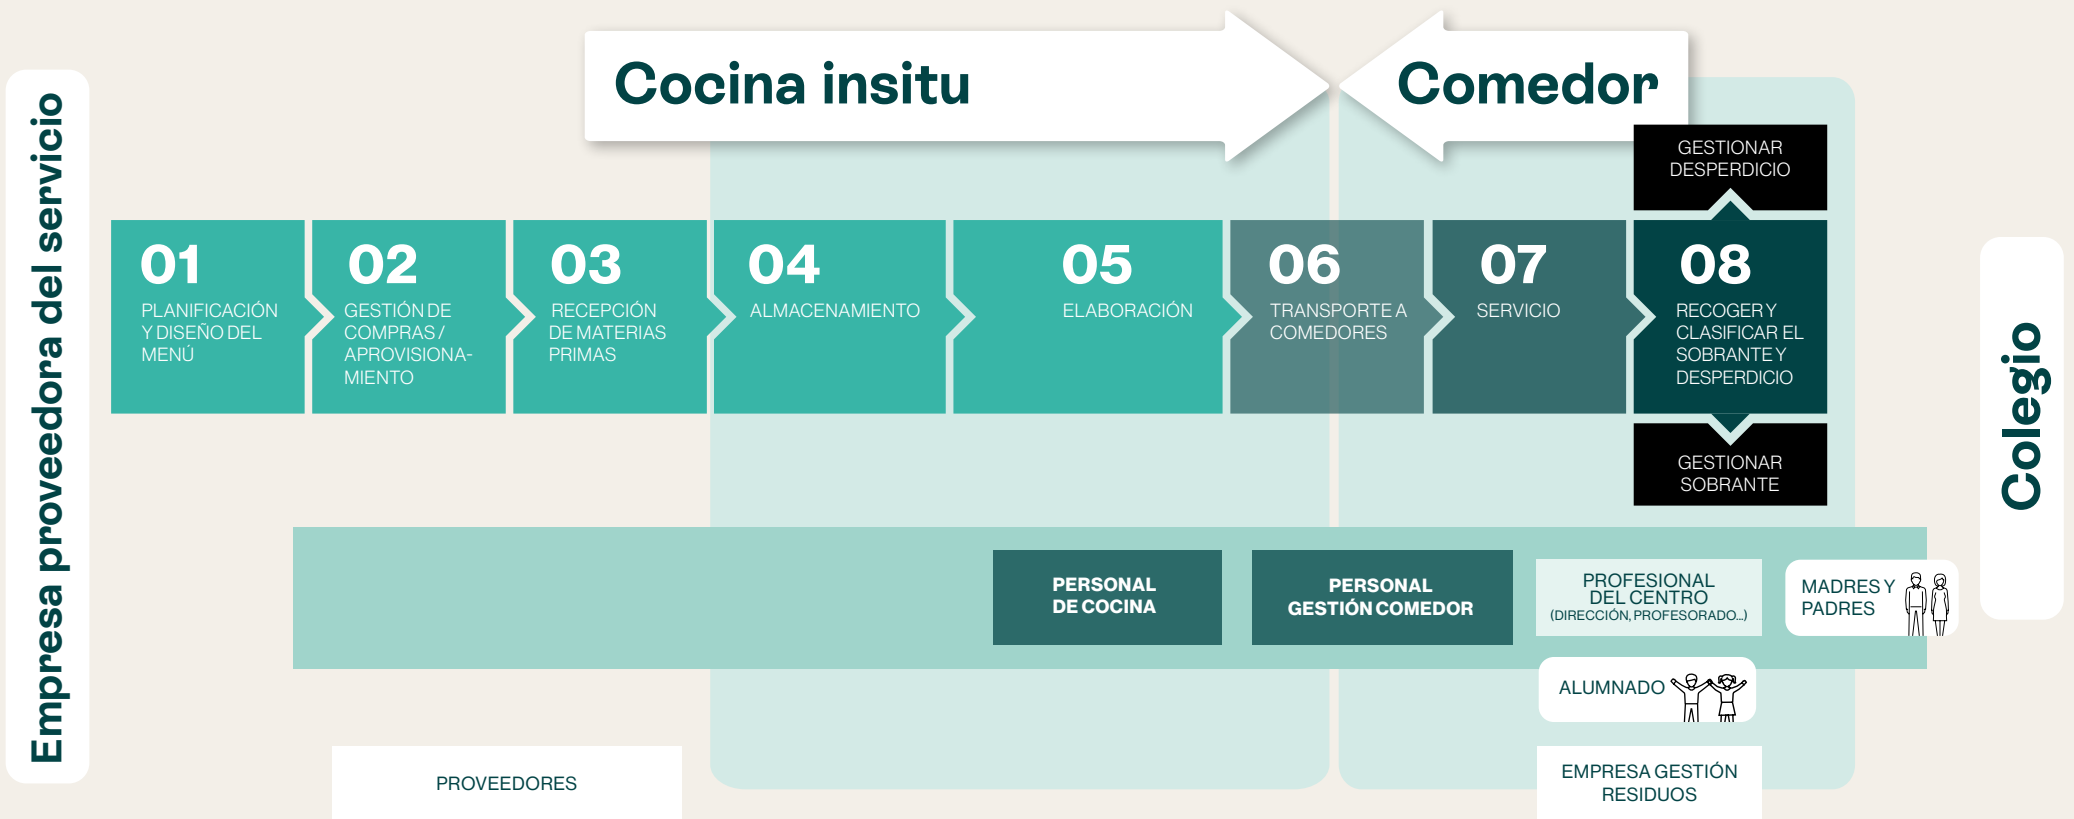 Empresa proveedora del servicio
Cocina insitu
Comedor
GESTIONAR
DESPERDICIO
01
PLANIFICACIÓN
Y DISEÑO DEL
MENÚ
02
GESTIÓN DE
COMPRAS /
APROVISIONA-
MIENTO
03
RECEPCIÓN
DE MATERIAS
PRIMAS
04
ALMACENAMIENTO
05
ELABORACIÓN
06
TRANSPORTE A
COMEDORES
07
SERVICIO
08
RECOGER Y
CLASIFICAR EL
SOBRANTE Y
DESPERDICIO
GESTIONAR
SOBRANTE
Colegio
PERSONAL
DE COCINA
PERSONAL
GESTIÓN COMEDOR
PROFESIONAL
DEL CENTRO
(DIRECCIÓN, PROFESORADO...)
MADRES Y
PADRES
ALUMNADO
PROVEEDORES
EMPRESA GESTIÓN
RESIDUOS